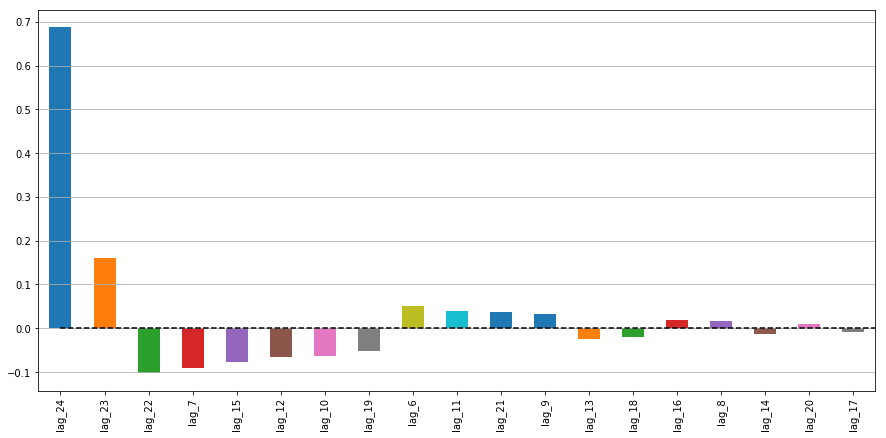 0.7
0.6
0.5
0.4
0.3
0.2
0.1
0.0
−0.1
lag_24
lag_23
lag_22
lag_7
lag_15
lag_12
lag_10
lag_19
lag_6
lag_11
lag_21
lag_9
lag_13
lag_18
lag_16
lag_8
lag_14
lag_20
lag_17